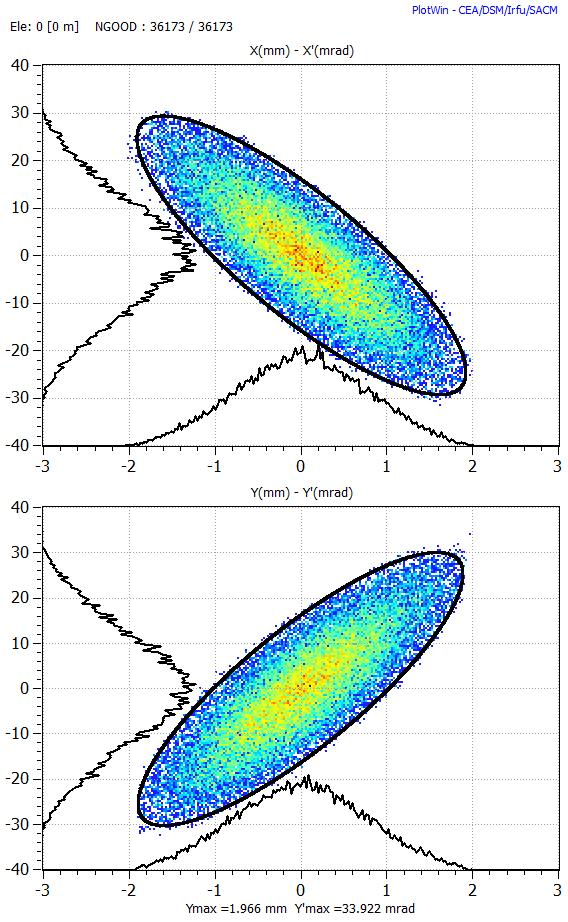 PlotWin - CEA/DSM/Irfu/SACM
Ele: 0 [0 m] NGOOD : 36173 / 36173
X(mm) - X'(mrad)
40
30
20
10
0
-10
-20
-30
-40
-3 -2 -1 0 1 2 3
Y(mm) - Y'(mrad)
40
30
20
10
0
-10
-20
-30
-40
-3 -2 -1 0 1 2 3
Ymax =1.966 mm Y'max =33.922 mrad